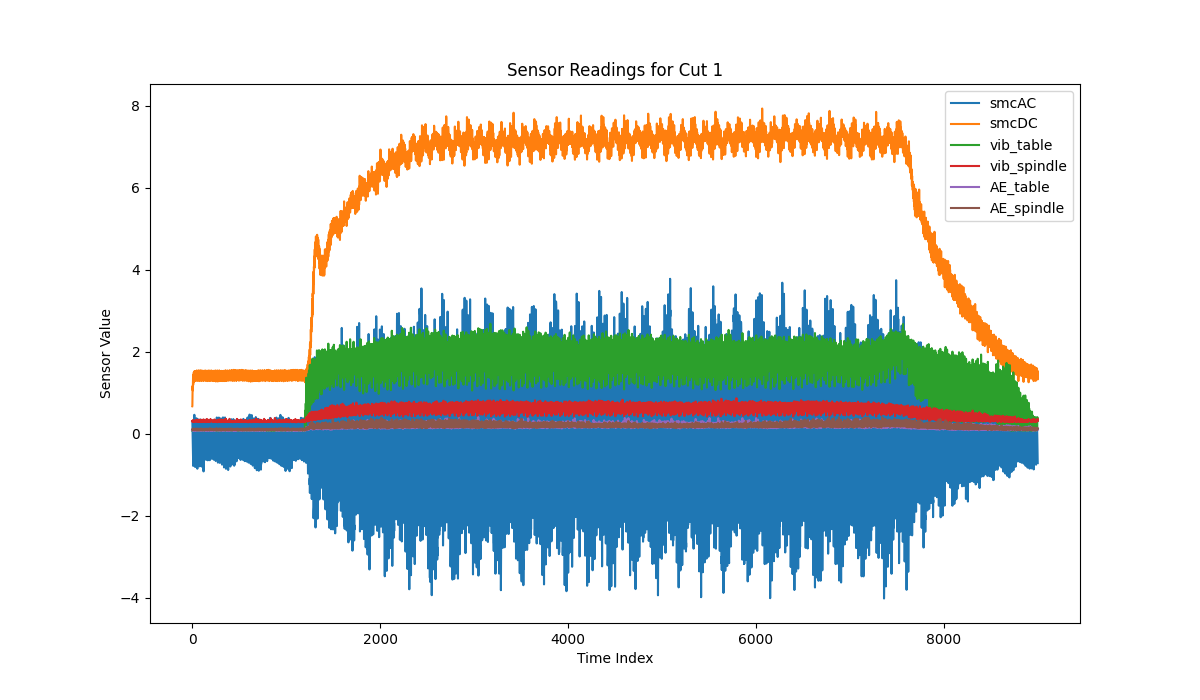 Sensor Readings for Cut 1
smcAC
smcDC
vib_table
vib_spindle
AE_table
AE_spindle
Sensor Value
8
6
4
2
0
−2
−4
0 2000 4000 6000 8000
Time Index